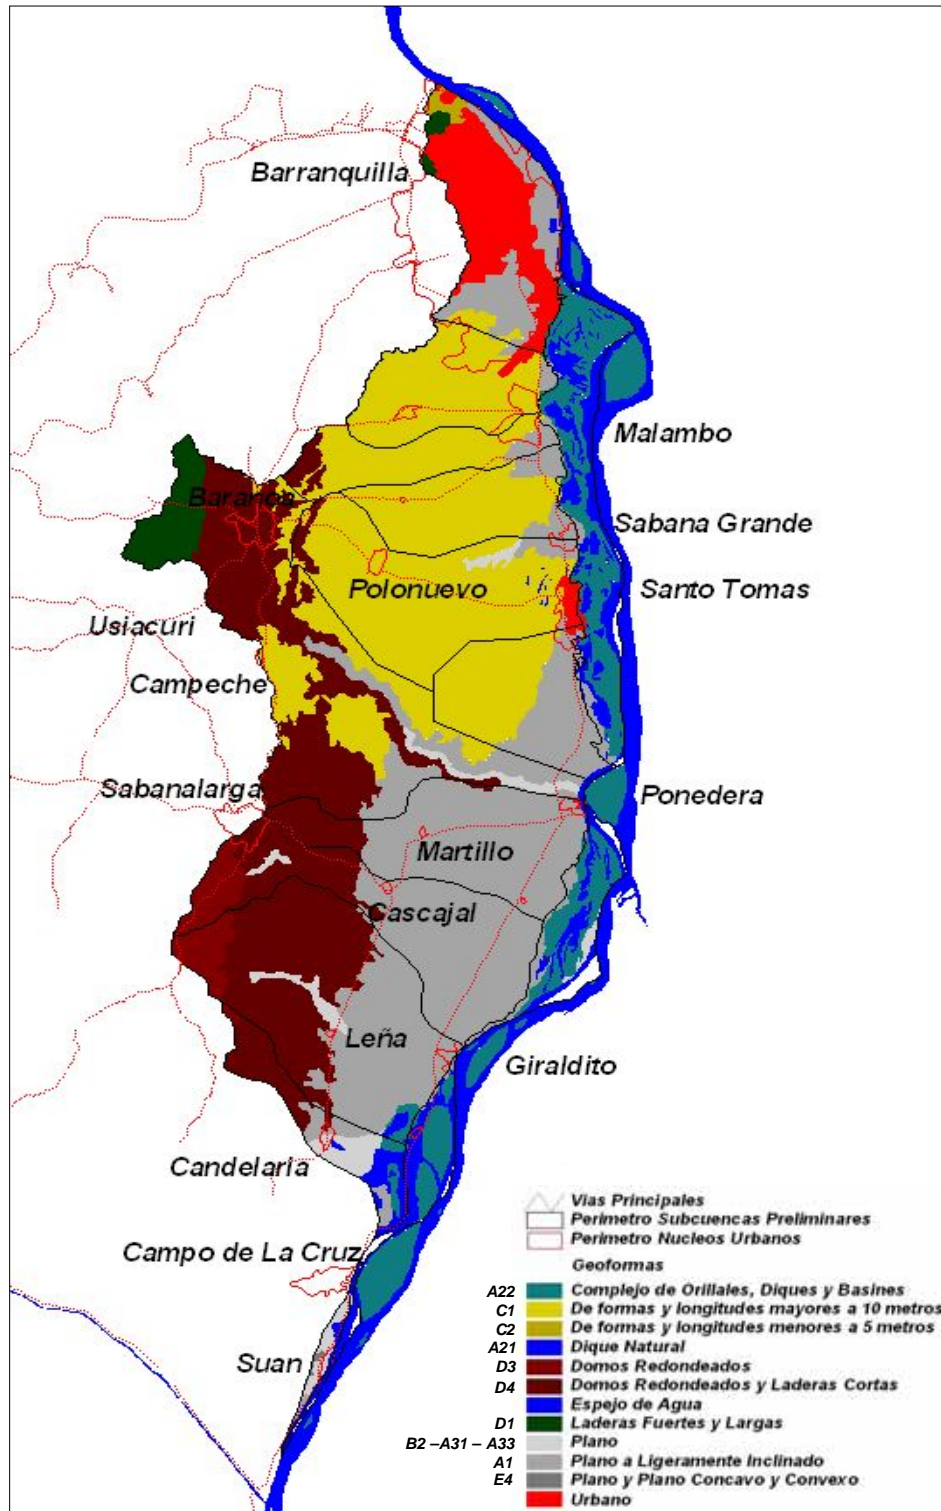 Barranquilla
Malambo
Baranoa
Sabana Grande
Polonuevo
Santo Tomas
Usiacuri
Campeche
Sabanalarga
Ponedera
Martillo
Cascajal
Leña
Giraldito
Candelaria
Campo de La Cruz
Suan
Vias Principales
Perimetro Subcuencas Preliminares
Perimetro Nucleos Urbanos
Geoformas
A22 Complejo de Orillales, Diques y Basines
C1 De formas y longitudes mayores a 10 metros
C2 De formas y longitudes menores a 5 metros
A21 Dique Natural
D3 Domos Redondeados
D4 Domos Redondeados y Laderas Cortas
Espejo de Agua
D1 Laderas Fuertes y Largas
B2 –A31 – A33 Plano
A1 Plano a Ligeramente Inclinado
E4 Plano y Plano Concavo y Convexo
Urbano